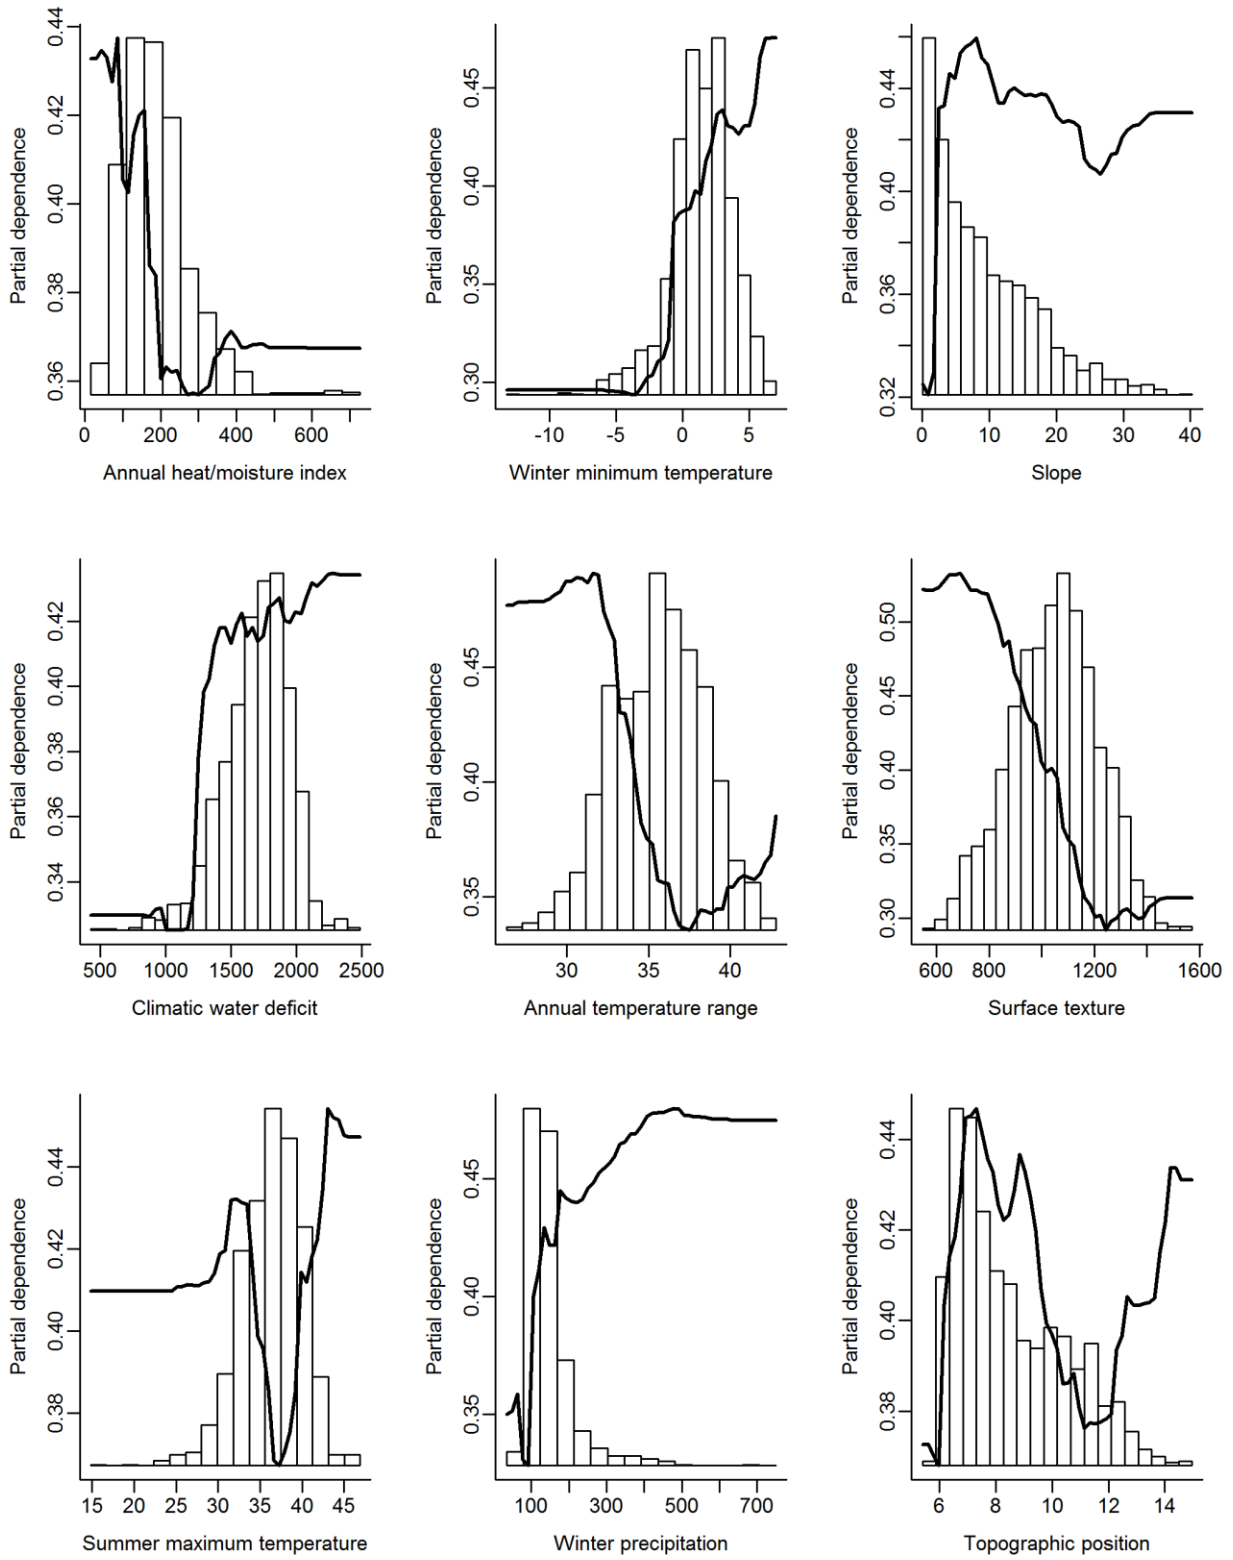 Partial dependence
0.36 0.38 0.40 0.42 0.44
0 200 400 600
Annual heat/moisture index
Partial dependence
0.30 0.35 0.40 0.45
-10 -5 0 5
Winter minimum temperature
Partial dependence
0.32 0.36 0.40 0.44
0 10 20 30 40
Slope
Partial dependence
0.34 0.36 0.38 0.40 0.42
500 1000 1500 2000 2500
Climatic water deficit
Partial dependence
0.35 0.40 0.45
30 35 40
Annual temperature range
Partial dependence
0.30 0.35 0.40 0.45 0.50
600 800 1200 1600
Surface texture
Partial dependence
0.38 0.40 0.42 0.44
15 20 25 30 35 40 45
Summer maximum temperature
Partial dependence
0.35 0.40 0.45
100 300 500 700
Winter precipitation
Partial dependence
0.38 0.40 0.42 0.44
6 8 10 12 14
Topographic position